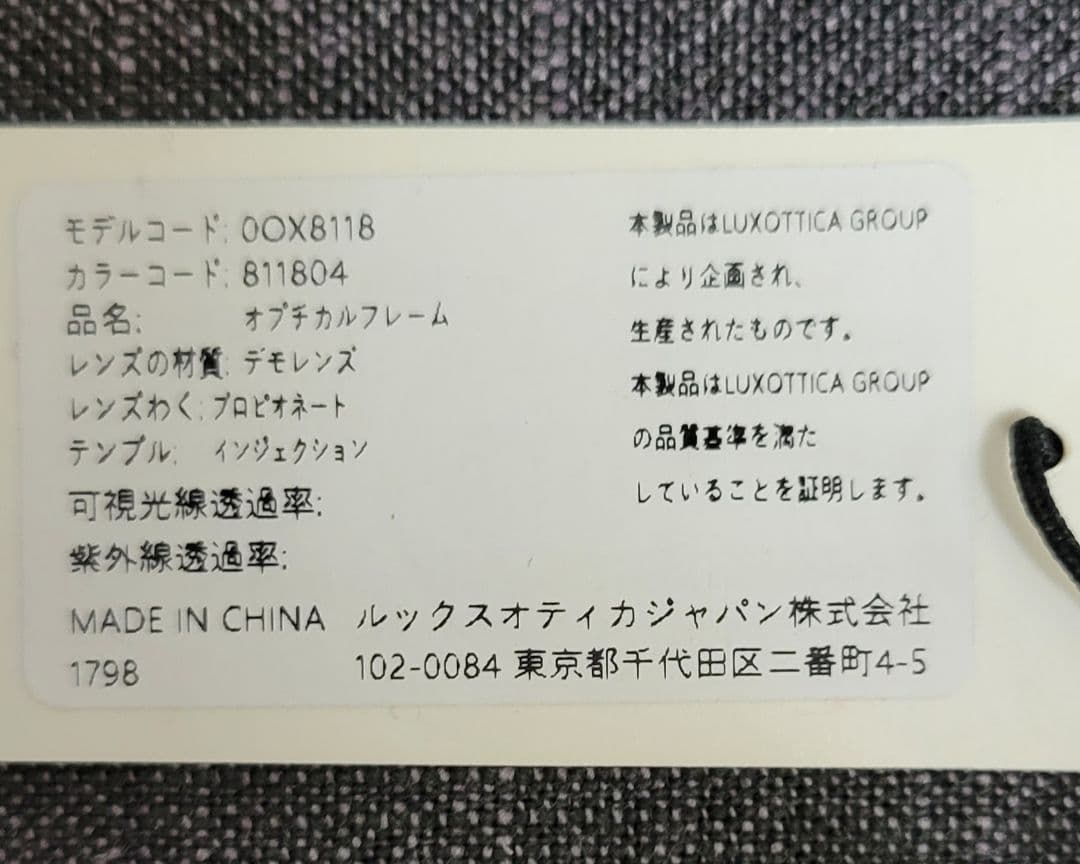 モデルコード: 0OX8118
カラーコード: 811804
品名: オプチカルフレーム
レンズの材質: デモレンズ
レンズわく: プロピオネート
テンプル: インジェクション
可視光線透過率:
紫外線透過率:
本製品はLUXOTTICA GROUP
により企画され、
生産されたものです。
本製品はLUXOTTICA GROUP
の品質基準を満た
していることを証明します。
MADE IN CHINA ルックスオティカジャパン株式会社
1798 102-0084 東京都千代田区二番町4-5